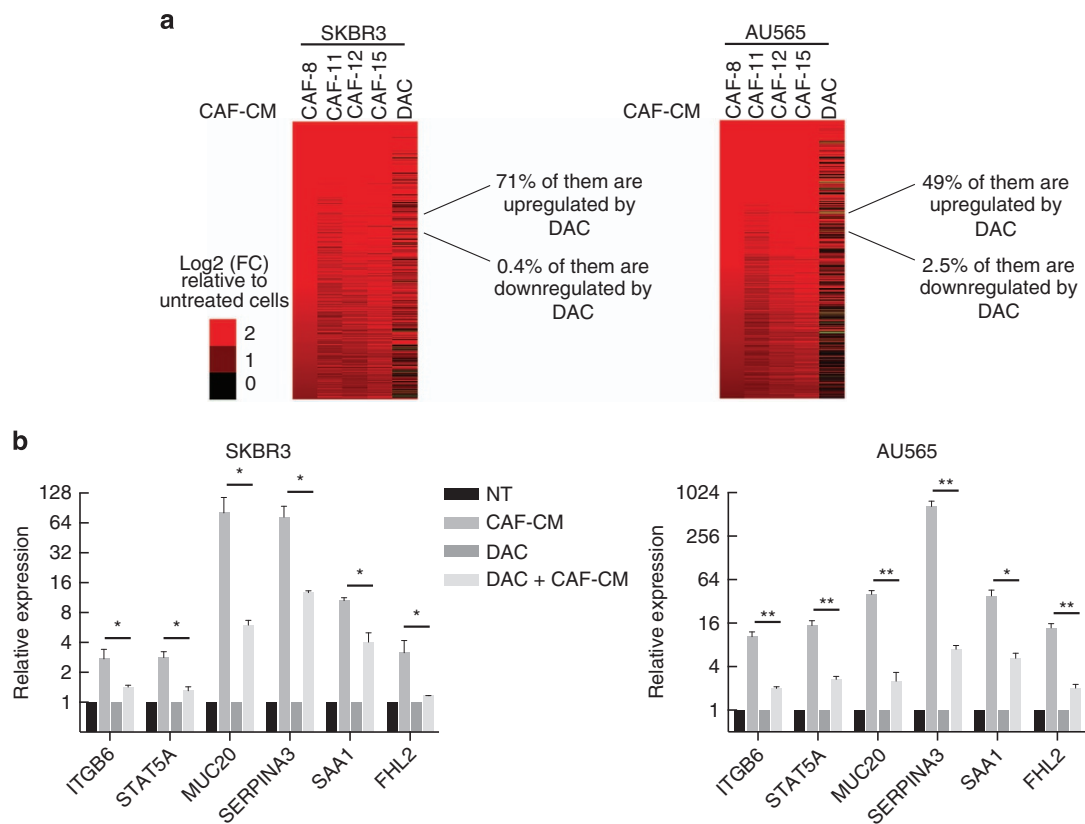 a
SKBR3
CAF-8
CAF-11
CAF-12
CAF-15
DAC
CAF-CM
71% of them are
upregulated by
DAC
0.4% of them are
downregulated by
DAC
Log2 (FC)
relative to
untreated cells
2
1
0
AU565
CAF-8
CAF-11
CAF-12
CAF-15
DAC
CAF-CM
49% of them are
upregulated by
DAC
2.5% of them are
downregulated by
DAC
b
SKBR3
Relative expression
128
64
32
16
8
4
2
1
*
*
*
*
*
*
ITGB6
STAT5A
MUC20
SERPINA3
SAA1
FHL2
NT
CAF-CM
DAC
DAC + CAF-CM
AU565
Relative expression
1024
256
64
16
4
1
**
**
**
**
*
**
ITGB6
STAT5A
MUC20
SERPINA3
SAA1
FHL2